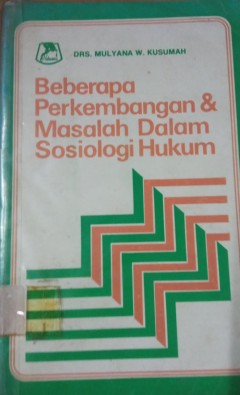 DRS. MULYANA W. KUSUMAH
Beberapa
Perkembangan &
Masalah Dalam
Sosiologi Hukum